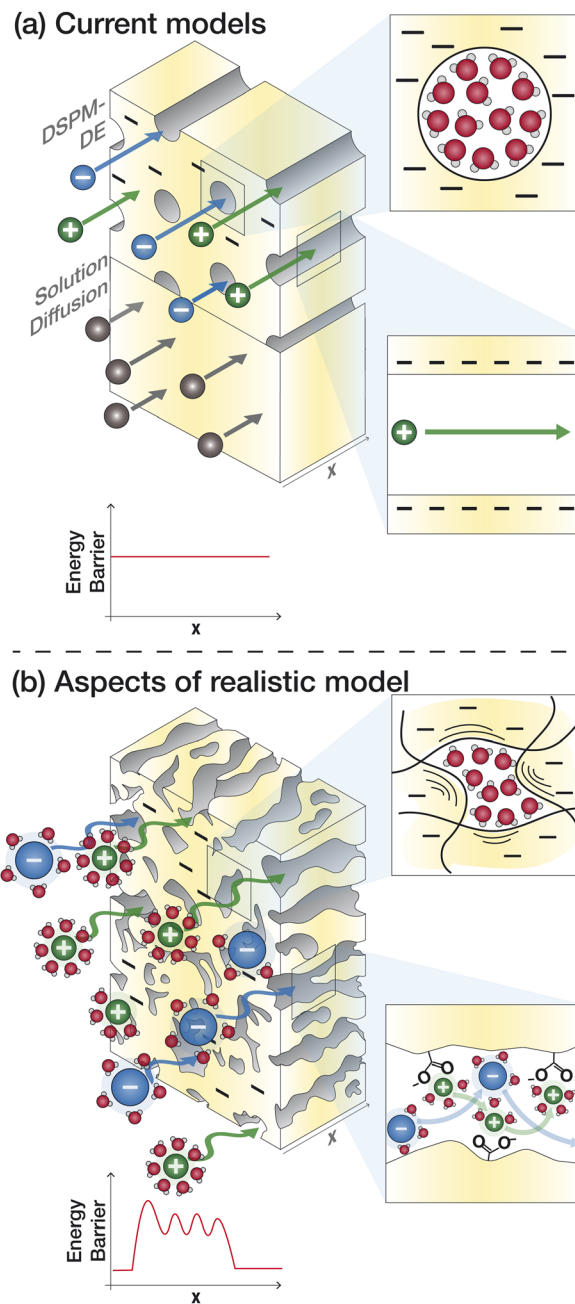 (a) Current models
DSPM-
DE
Solution
Diffusion
x
Energy
Barrier
x
(b) Aspects of realistic model
O
O
O
O
O
O
x
Energy
Barrier
x